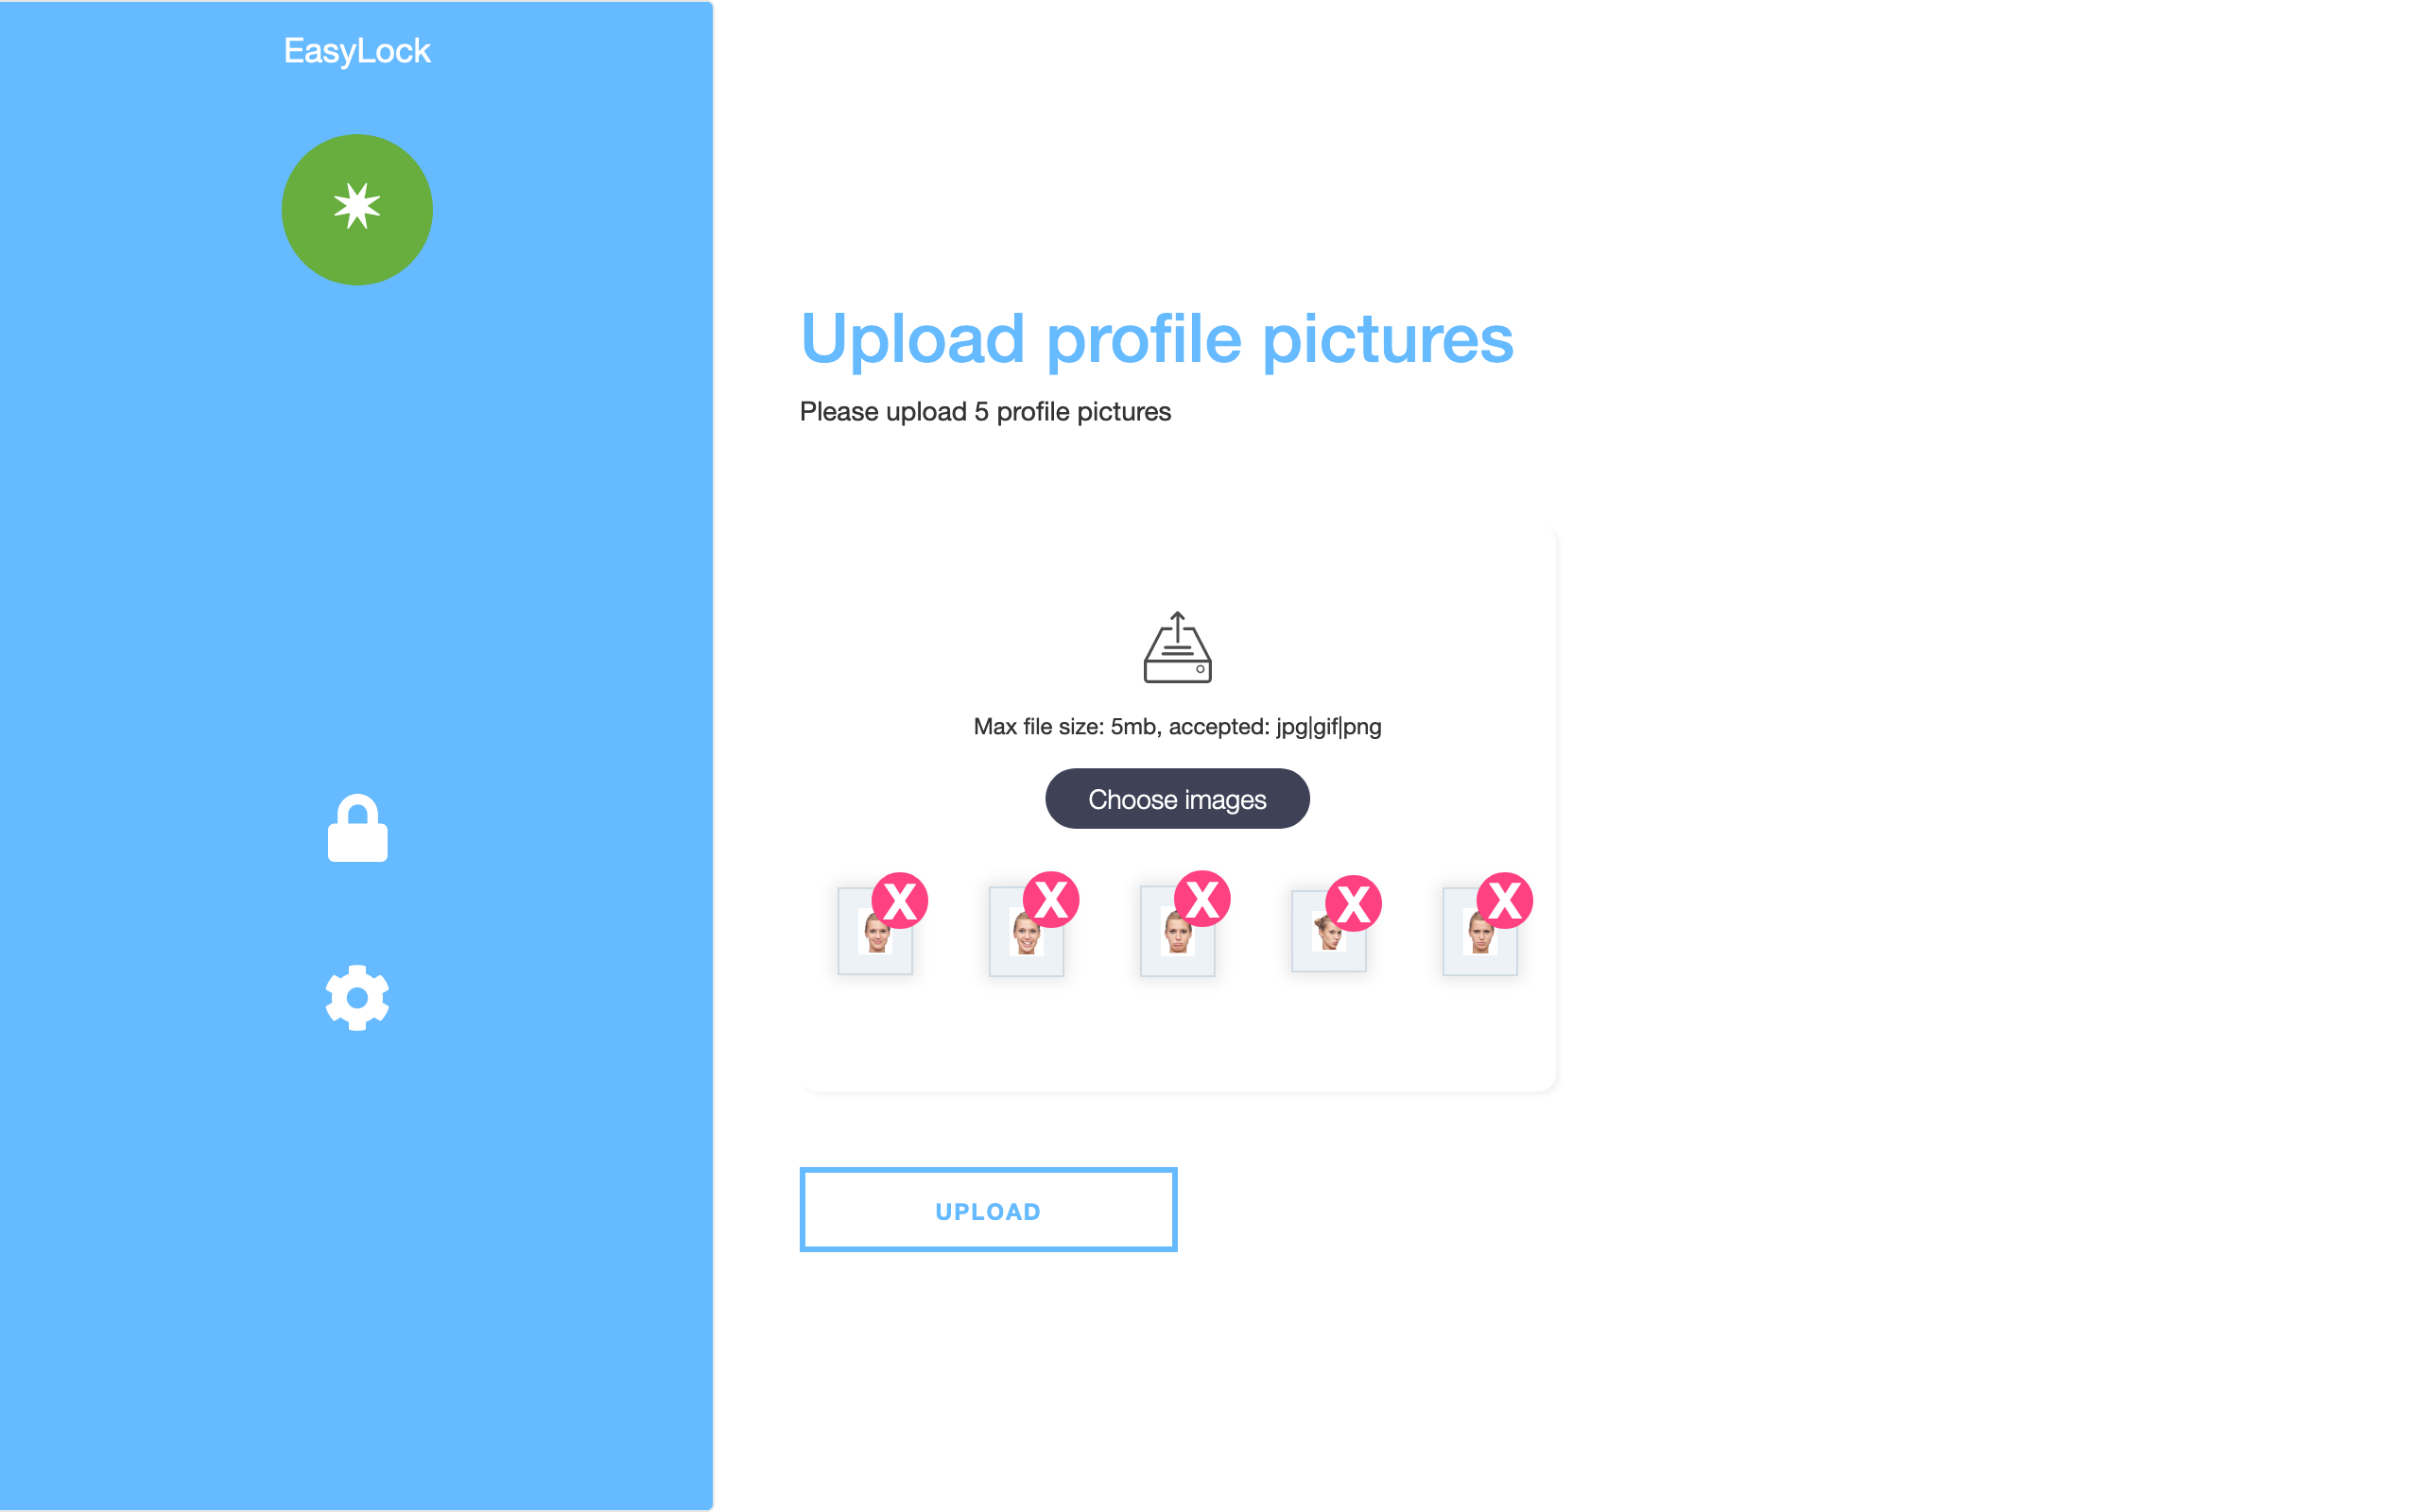 EasyLock
Upload profile pictures
Please upload 5 profile pictures
Max file size: 5mb, accepted: jpg|gif|png
Choose images
X X X X X
UPLOAD